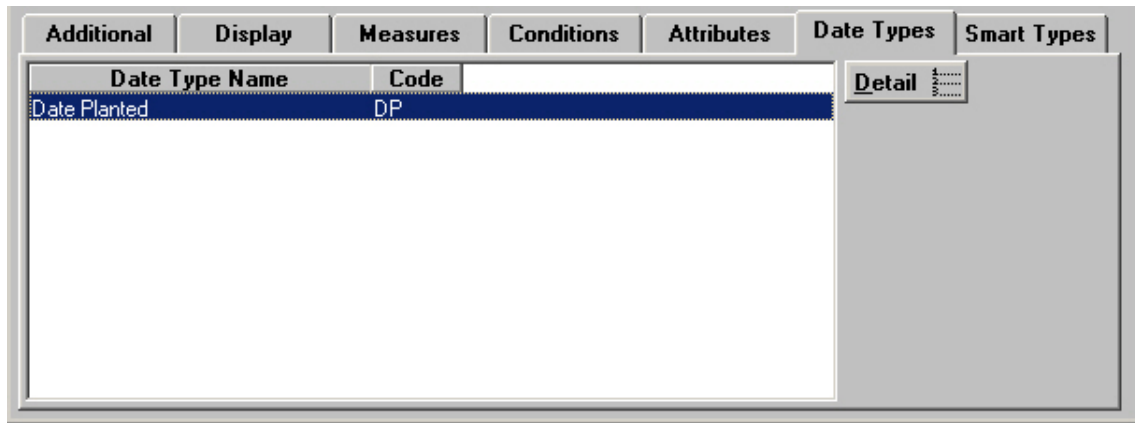 Additional Display Measures Conditions Attributes Date Types Smart Types
Date Type Name Code
Detail
Date Planted DP